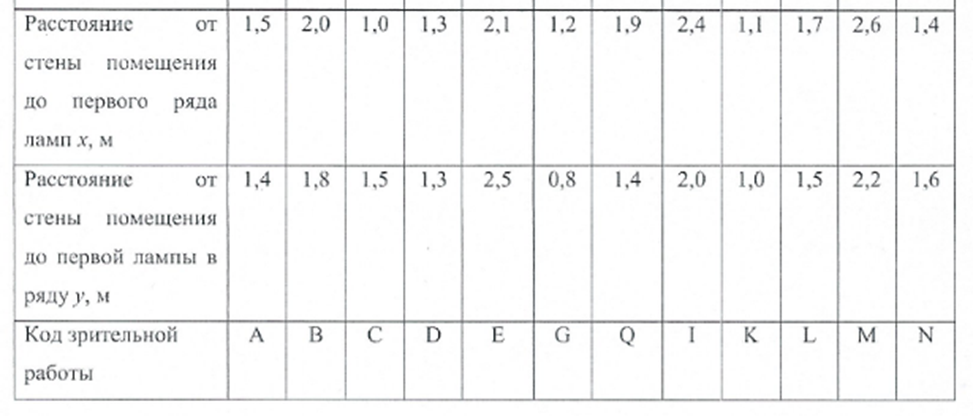 Расстояние от 1,5 2,0 1,0 1,3 2,1 1,2 1,9 2,4 1,1 1,7 2,6 1,4
стены помещения
до первого ряда
ламп x, м
Расстояние от 1,4 1,8 1,5 1,3 2,5 0,8 1,4 2,0 1,0 1,5 2,2 1,6
стены помещения
до первой лампы в
ряду y, м
Код зрительной A B C D E G Q I K L M N
работы